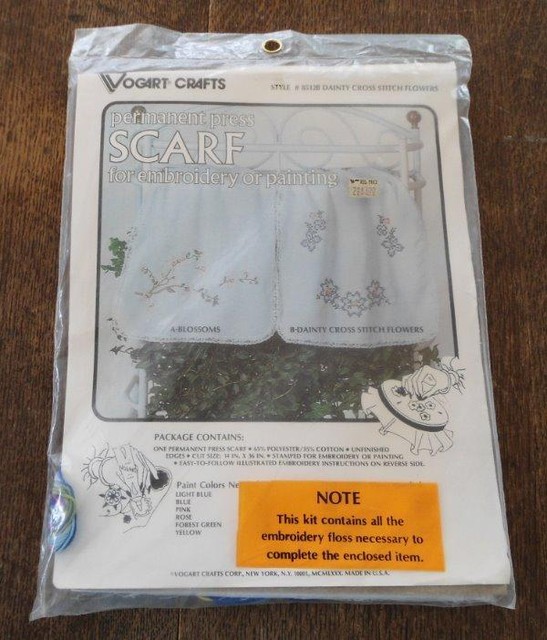 VOGART CRAFTS
STYLE # 8032B DAINTY CROSS STITCH FLOWERS
permanent press
SCARF
for embroidery or painting
A-BLOSSOMS
B-DAINTY CROSS STITCH FLOWERS
PACKAGE CONTAINS:
ONE PERMANENT PRESS SCARF • 65% POLYESTER/35% COTTON • UNFINISHED
EDGES • CUT SIZE: 14 IN. X 36 IN. • STAMPED FOR EMBROIDERY OR PAINTING
• EASY-TO-FOLLOW ILLUSTRATED EMBROIDERY INSTRUCTIONS ON REVERSE SIDE.
Paint Colors Ne
LIGHT BLUE
BLUE
PINK
ROSE
FOREST GREEN
YELLOW
NOTE
This kit contains all the
embroidery floss necessary to
complete the enclosed item.
©VOGART CRAFTS CORP., NEW YORK, N.Y. 10001, MCMLXXX. MADE IN U.S.A.